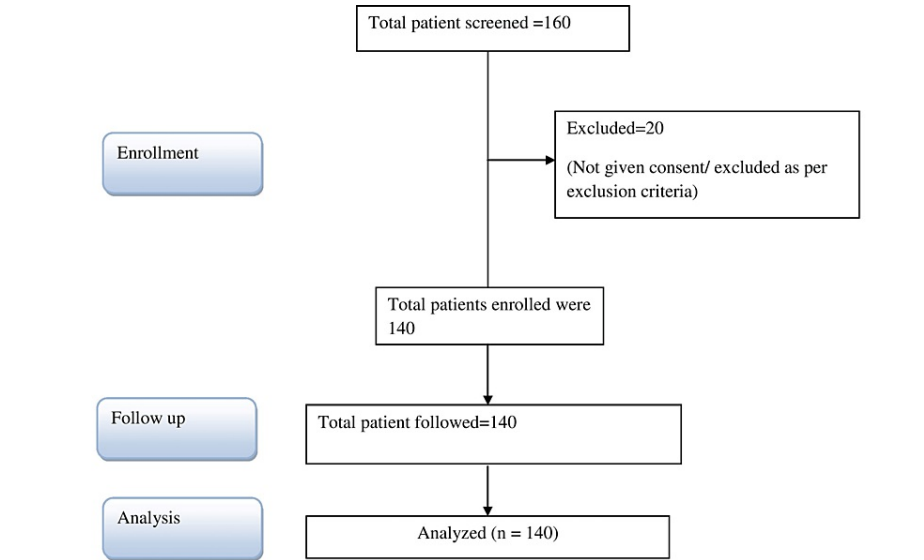 Total patient screened =160
Enrollment
Excluded=20
(Not given consent/ excluded as per
exclusion criteria)
Total patients enrolled were
140
Follow up
Total patient followed=140
Analysis
Analyzed (n = 140)